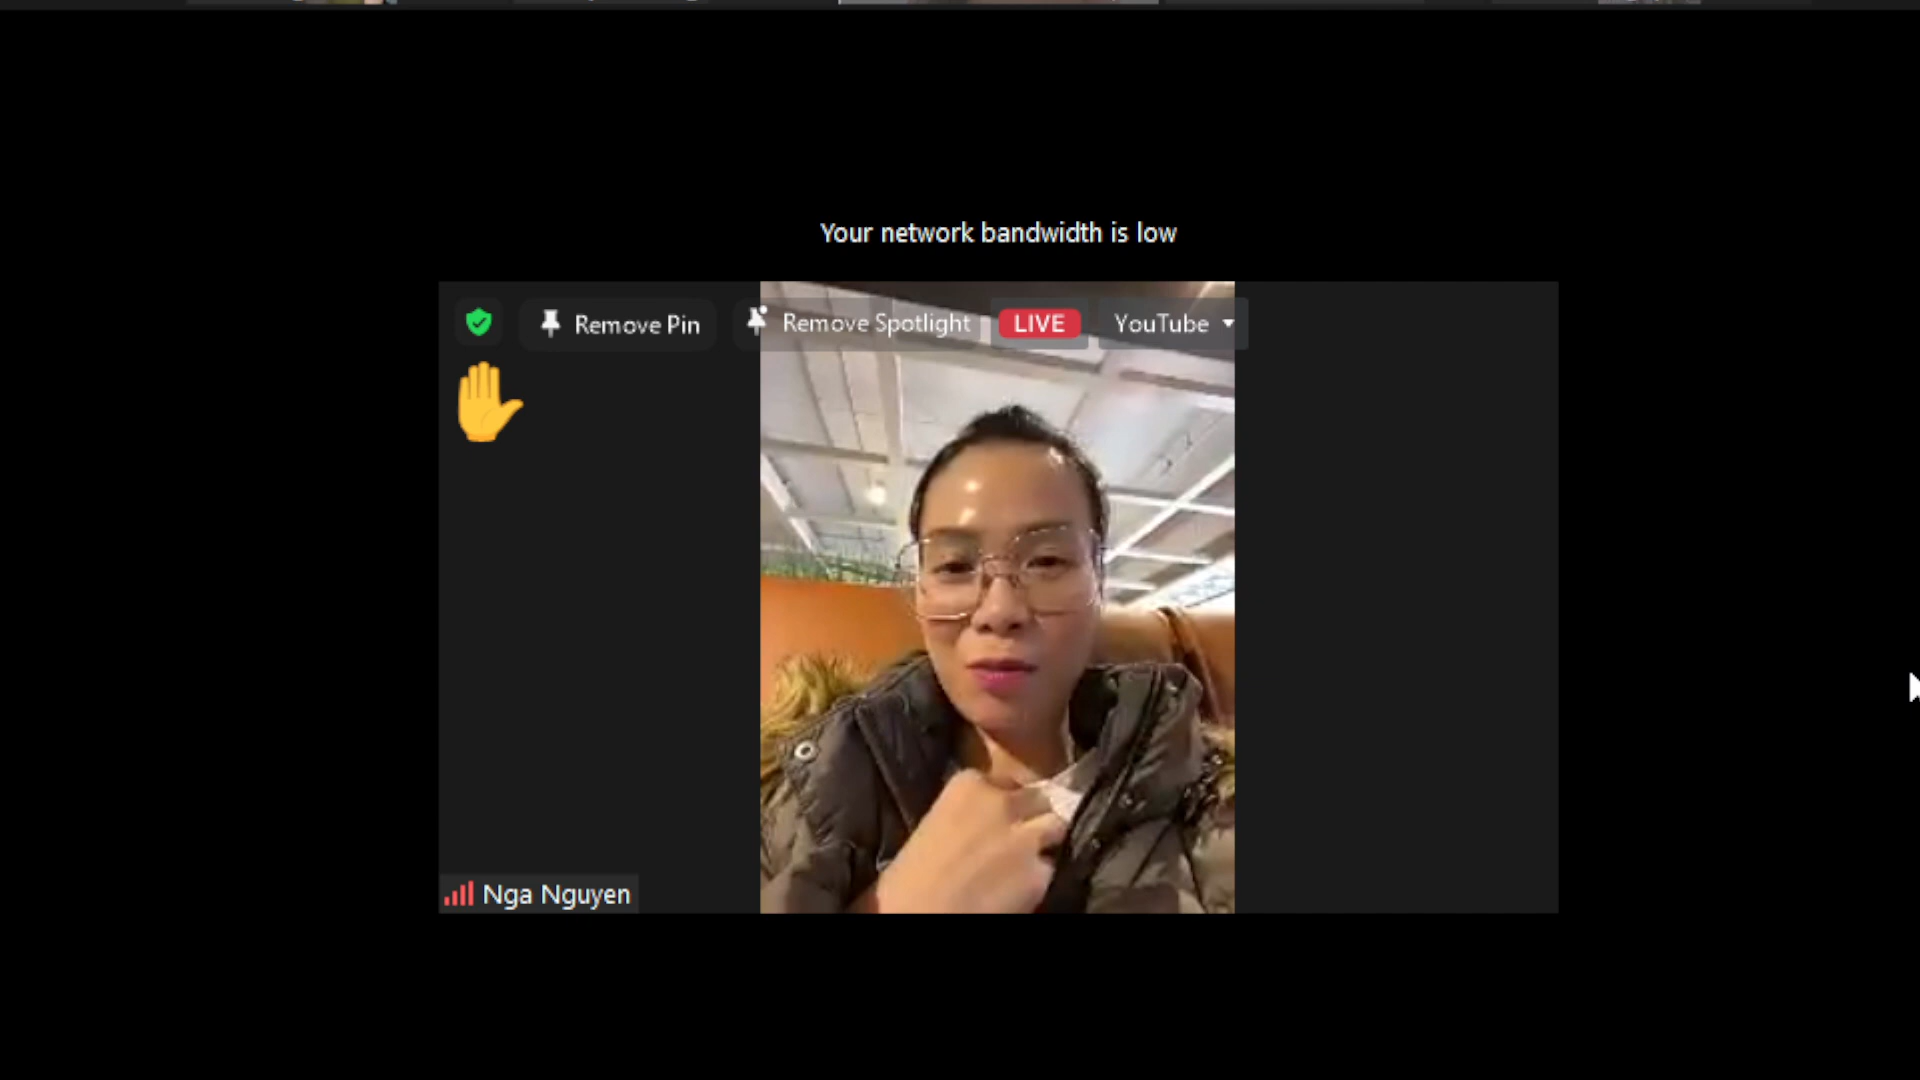 Your network bandwidth is low
Remove Pin
Remove Spotlight
LIVE
YouTube
Nga Nguyen